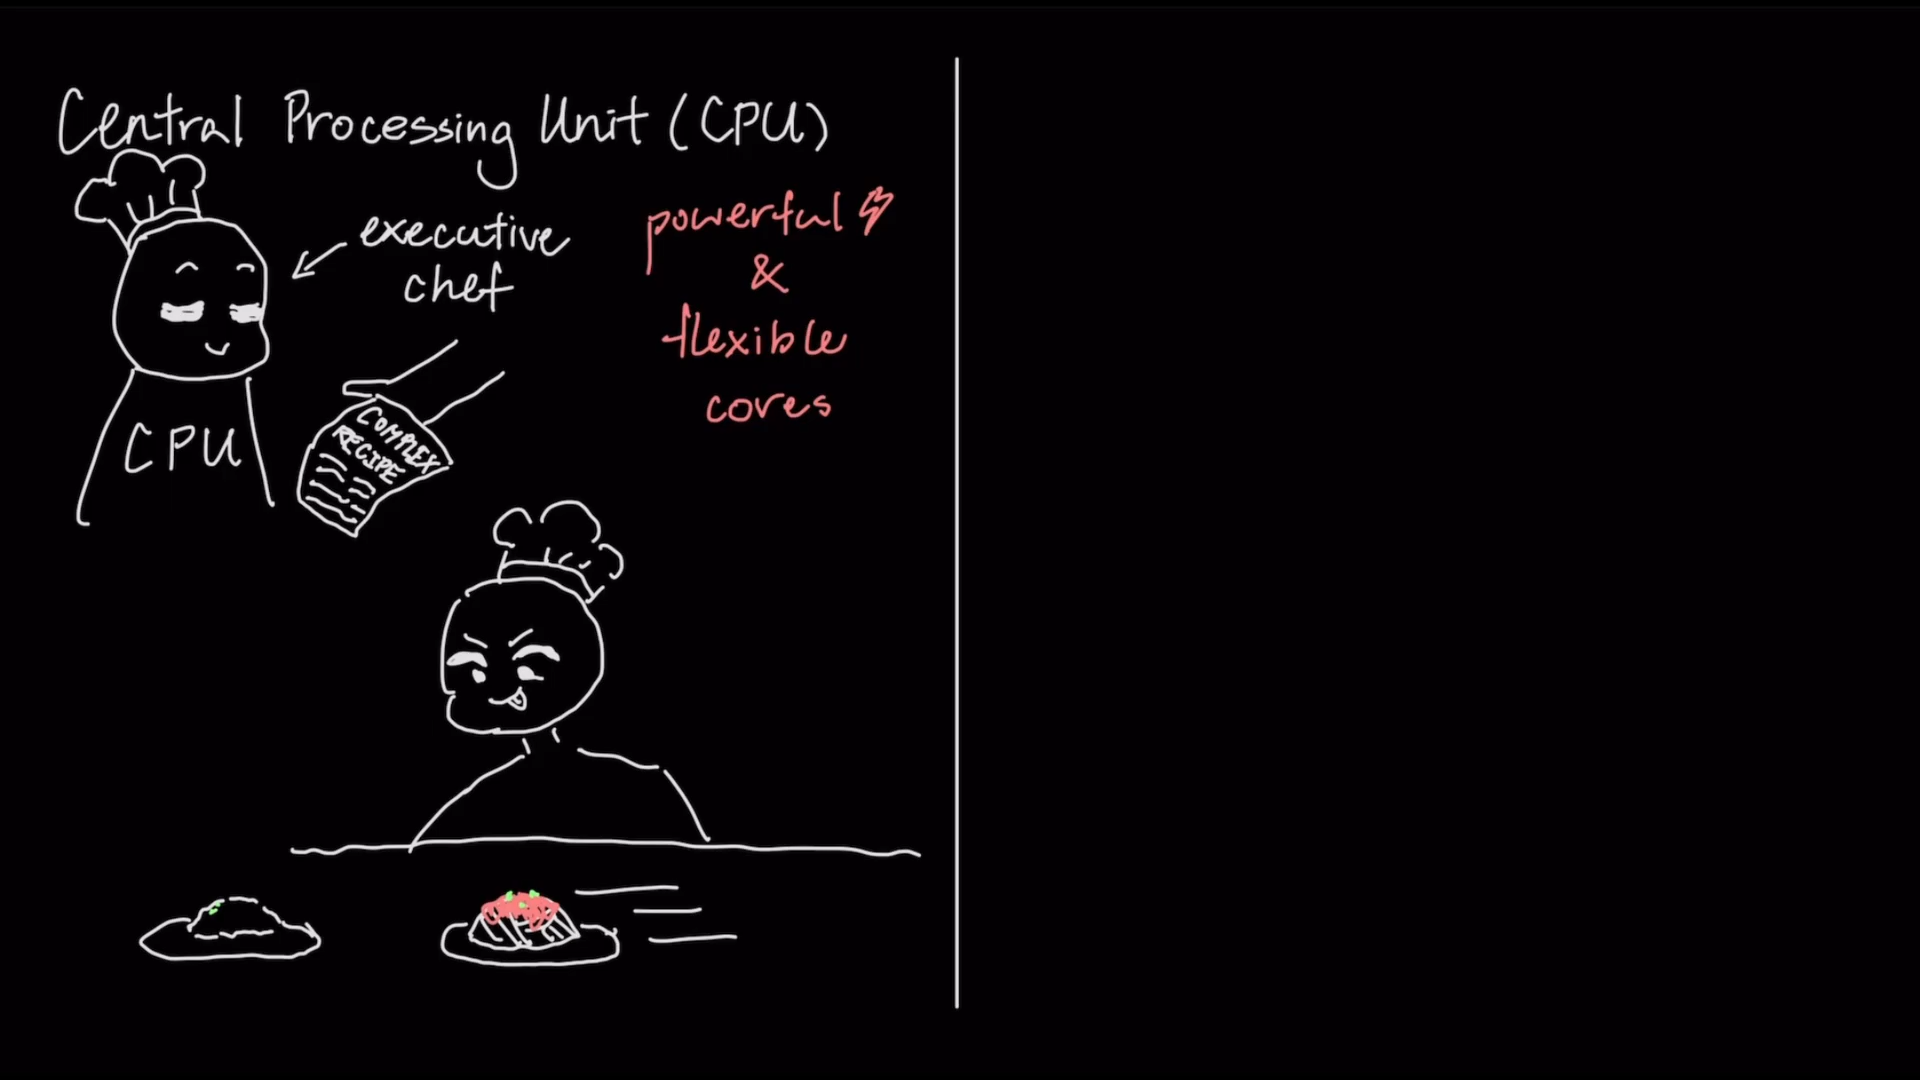 Central Processing Unit (CPU)
executive
chef
powerful
&
flexible
cores
CPU
COMPLEX
RECIPE